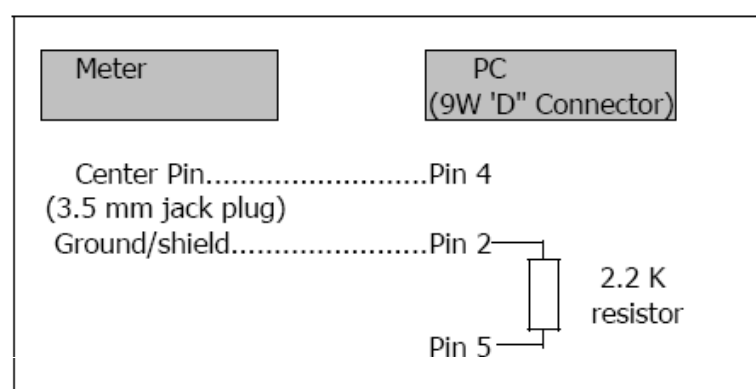 Meter
PC
(9W 'D" Connector)
Center Pin..........................Pin 4
(3.5 mm jack plug)
Ground/shield.......................Pin 2
2.2 K
resistor
Pin 5